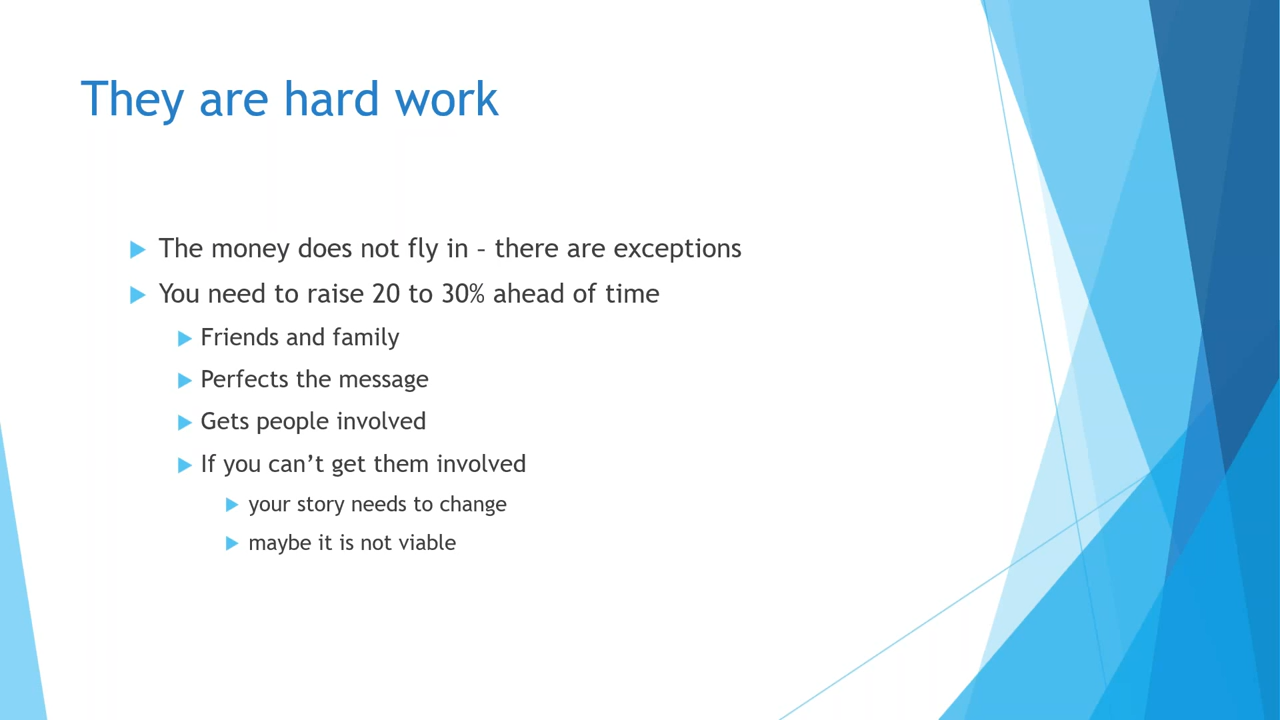 They are hard work
The money does not fly in – there are exceptions
You need to raise 20 to 30% ahead of time
Friends and family
Perfects the message
Gets people involved
If you can’t get them involved
your story needs to change
maybe it is not viable